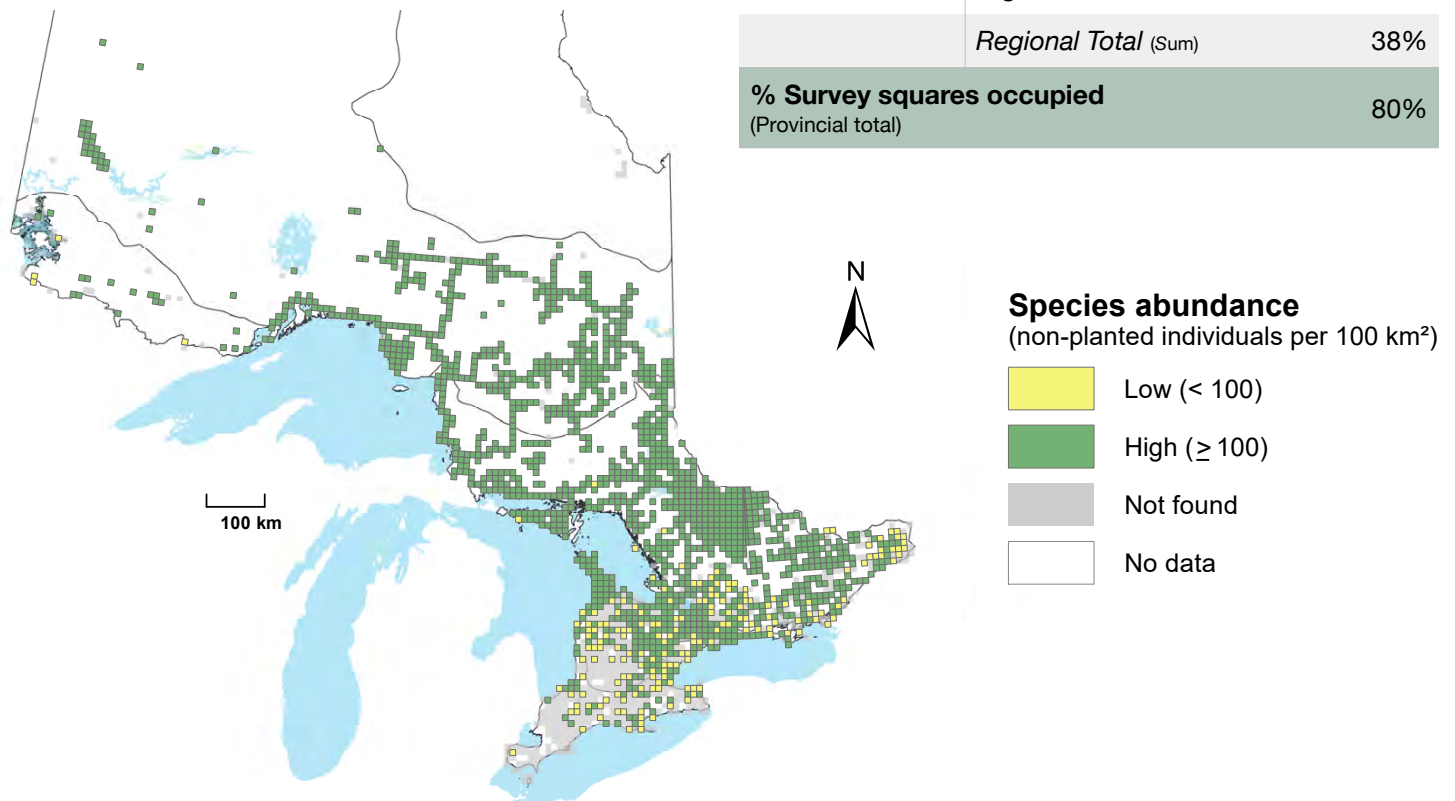 Regional Total (Sum) 38%
% Survey squares occupied 80%
(Provincial total)
N
Species abundance
(non-planted individuals per 100 km²)
Low (< 100)
High (≥ 100)
Not found
No data
100 km